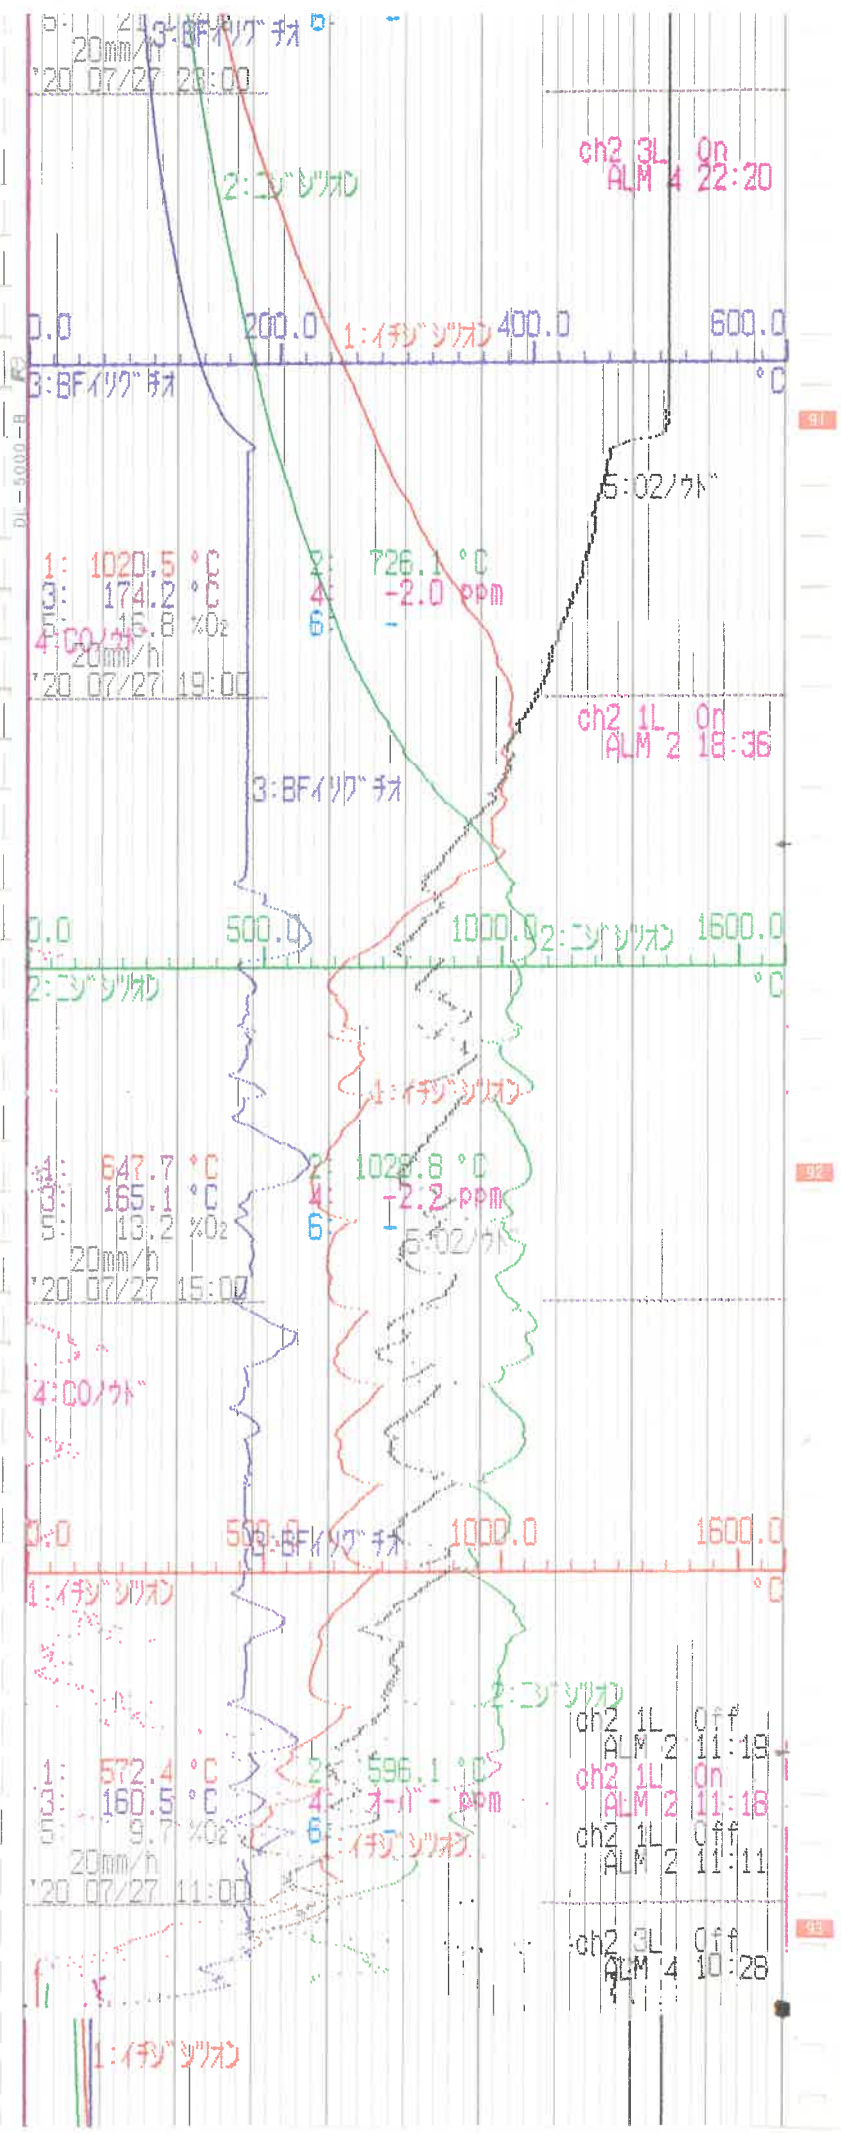 3:BFイリグチオ
6:  -
20mm/h
'20 07/27 23:00
ch2 3L On
ALM 4 22:20
2:ニジシツオン
0.0 200.0 400.0 600.0
1:イチジシツオン
°C
3:BFイリグチオ
91
DL-5000-B
5:O2ノウド
1: 1020.5 °C 2: 726.1 °C
3: 174.2 °C 4: -2.0 ppm
5: 16.8 %O2 6: -
4:COノウド
20mm/h
'20 07/27 19:00
ch2 1L On
ALM 2 18:36
3:BFイリグチオ
0.0 500.0 1000.0 1600.0
2:ニジシツオン
°C
2:ニジシツオン
1:イチジシツオン
1: 647.7 °C 2: 1028.8 °C
92
3: 165.1 °C 4: -2.2 ppm
5: 13.2 %O2 6: -
5:O2ノウド
20mm/h
'20 07/27 15:00
4:COノウド
0.0 500.0 1000.0 1600.0
3:BFイリグチオ
°C
1:イチジシツオン
2:ニジシツオン
ch2 1L Off
ALM 2 11:18
1: 572.4 °C 2: 596.1 °C
ch2 1L On
3: 160.5 °C 4: オーバー ppm
ALM 2 11:18
5: 9.7 %O2 6: -
ch2 1L Off
1:イチジシツオン
20mm/h
ALM 2 11:11
'20 07/27 11:00
93
ch2 3L Off
ALM 4 10:28
1:イチジシツオン